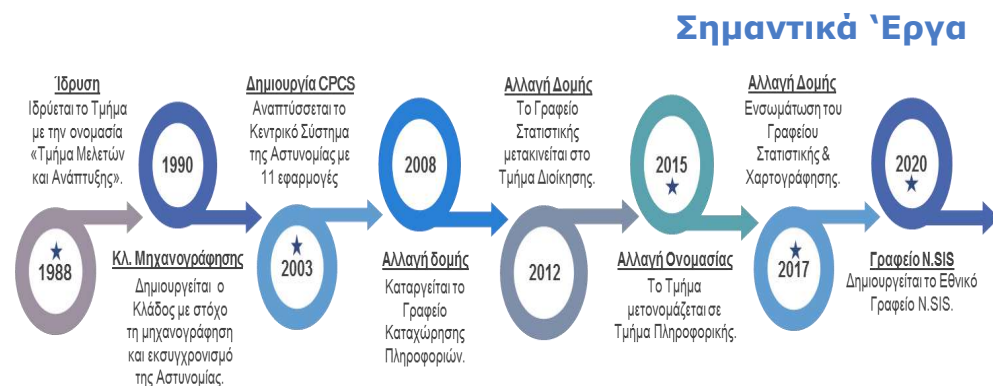 Σημαντικά ‘Εργα
Ίδρυση
Ιδρύεται το Τμήμα
με την ονομασία
«Τμήμα Μελετών
και Ανάπτυξης».
1988
1990
Κλ. Μηχανογράφησης
Δημιουργείται ο
Κλάδος με στόχο
τη μηχανογράφηση
και εκσυγχρονισμό
της Αστυνομίας.
Δημιουργία CPCS
Αναπτύσσεται το
Κεντρικό Σύστημα
της Αστυνομίας με
11 εφαρμογές
2003
2008
Αλλαγή δομής
Καταργείται το
Γραφείο
Καταχώρησης
Πληροφοριών.
Αλλαγή Δομής
Το Γραφείο
Στατιστικής
μετακινείται στο
Τμήμα Διοίκησης.
2012
2015
Αλλαγή Ονομασίας
Το Τμήμα
μετονομάζεται σε
Τμήμα Πληροφορικής.
Αλλαγή Δομής
Ενσωμάτωση του
Γραφείου
Στατιστικής &
Χαρτογράφησης.
2017
2020
Γραφείο N.SIS
Δημιουργείται το Εθνικό
Γραφείο N.SIS.